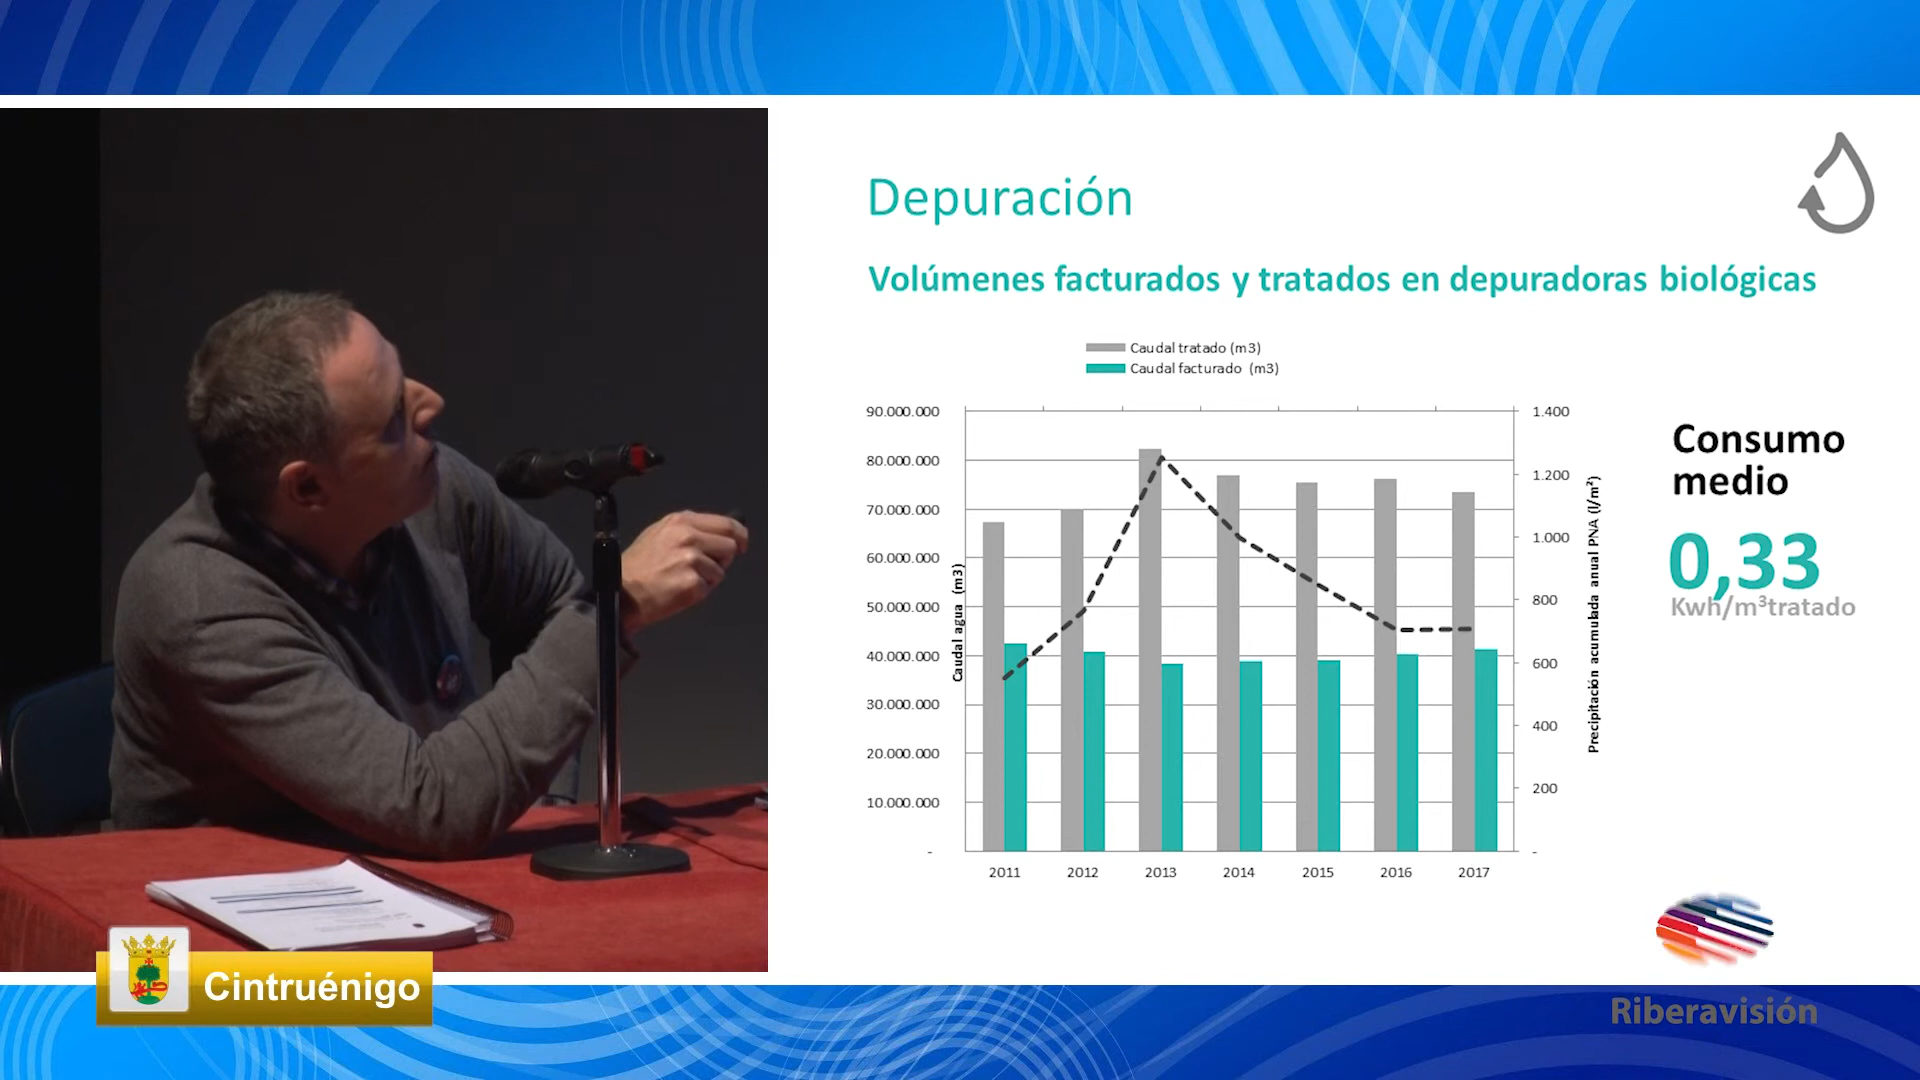 Depuración
Volúmenes facturados y tratados en depuradoras biológicas
Caudal tratado (m3)
Caudal facturado (m3)
90.000.000
80.000.000
70.000.000
60.000.000
50.000.000
40.000.000
30.000.000
20.000.000
10.000.000
-
Caudal agua (m3)
1.400
1.200
1.000
800
600
400
200
-
Precipitación acumulada anual PNA (l/m²)
2011 2012 2013 2014 2015 2016 2017
Consumo
medio
0,33
Kwh/m³tratado
Cintruénigo
Riberavisión